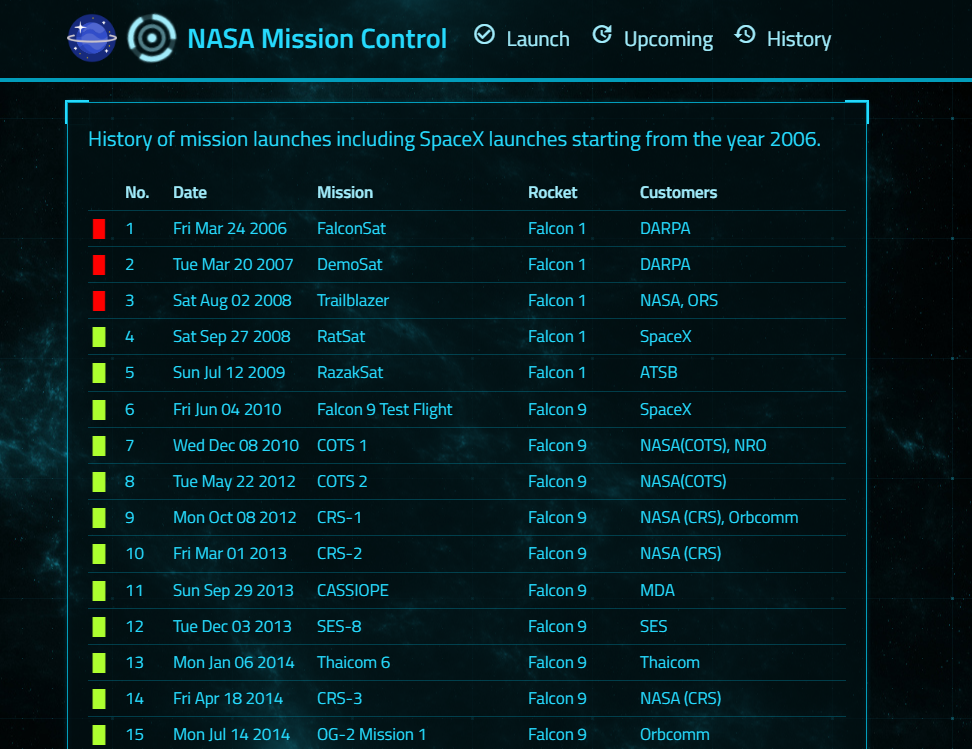 NASA Mission Control Launch Upcoming History
History of mission launches including SpaceX launches starting from the year 2006.
No. Date Mission Rocket Customers
1 Fri Mar 24 2006 FalconSat Falcon 1 DARPA
2 Tue Mar 20 2007 DemoSat Falcon 1 DARPA
3 Sat Aug 02 2008 Trailblazer Falcon 1 NASA, ORS
4 Sat Sep 27 2008 RatSat Falcon 1 SpaceX
5 Sun Jul 12 2009 RazakSat Falcon 1 ATSB
6 Fri Jun 04 2010 Falcon 9 Test Flight Falcon 9 SpaceX
7 Wed Dec 08 2010 COTS 1 Falcon 9 NASA(COTS), NRO
8 Tue May 22 2012 COTS 2 Falcon 9 NASA(COTS)
9 Mon Oct 08 2012 CRS-1 Falcon 9 NASA (CRS), Orbcomm
10 Fri Mar 01 2013 CRS-2 Falcon 9 NASA (CRS)
11 Sun Sep 29 2013 CASSIOPE Falcon 9 MDA
12 Tue Dec 03 2013 SES-8 Falcon 9 SES
13 Mon Jan 06 2014 Thaicom 6 Falcon 9 Thaicom
14 Fri Apr 18 2014 CRS-3 Falcon 9 NASA (CRS)
15 Mon Jul 14 2014 OG-2 Mission 1 Falcon 9 Orbcomm